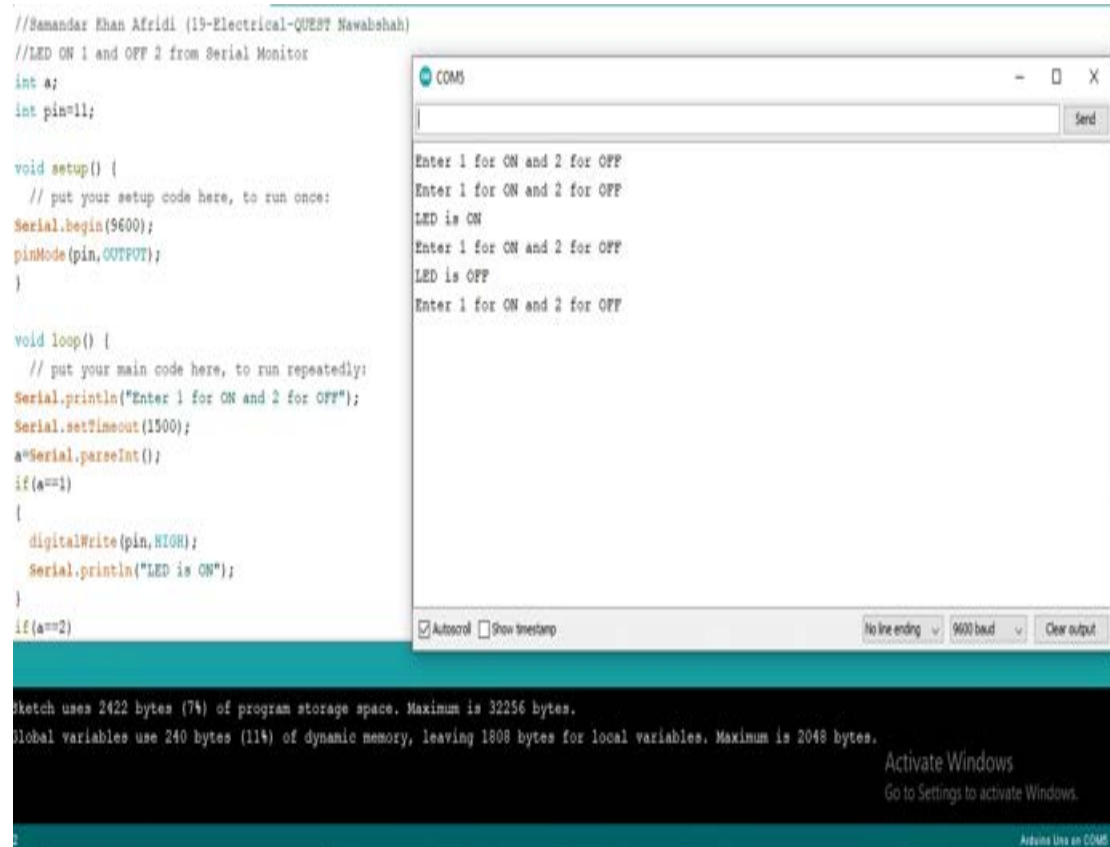 //Samandar Khan Afridi (19-Electrical-QUEST Nawabshah)
//LED ON 1 and OFF 2 from Serial Monitor
int a;
int pin=11;
void setup() {
// put your setup code here, to run once:
Serial.begin(9600);
pinMode(pin,OUTPUT);
}
void loop() {
// put your main code here, to run repeatedly:
Serial.println("Enter 1 for ON and 2 for OFF");
Serial.setTimeout(1500);
a=Serial.parseInt();
if(a==1)
{
digitalWrite(pin,HIGH);
Serial.println("LED is ON");
}
if(a==2)
COM5
Send
Enter 1 for ON and 2 for OFF
Enter 1 for ON and 2 for OFF
LED is ON
Enter 1 for ON and 2 for OFF
LED is OFF
Enter 1 for ON and 2 for OFF
Autoscroll Show timestamp No line ending 9600 baud Clear output
Sketch uses 2422 bytes (7%) of program storage space. Maximum is 32256 bytes.
Global variables use 240 bytes (11%) of dynamic memory, leaving 1808 bytes for local variables. Maximum is 2048 bytes.
Activate Windows
Go to Settings to activate Windows.
2
Arduino Uno on COM5